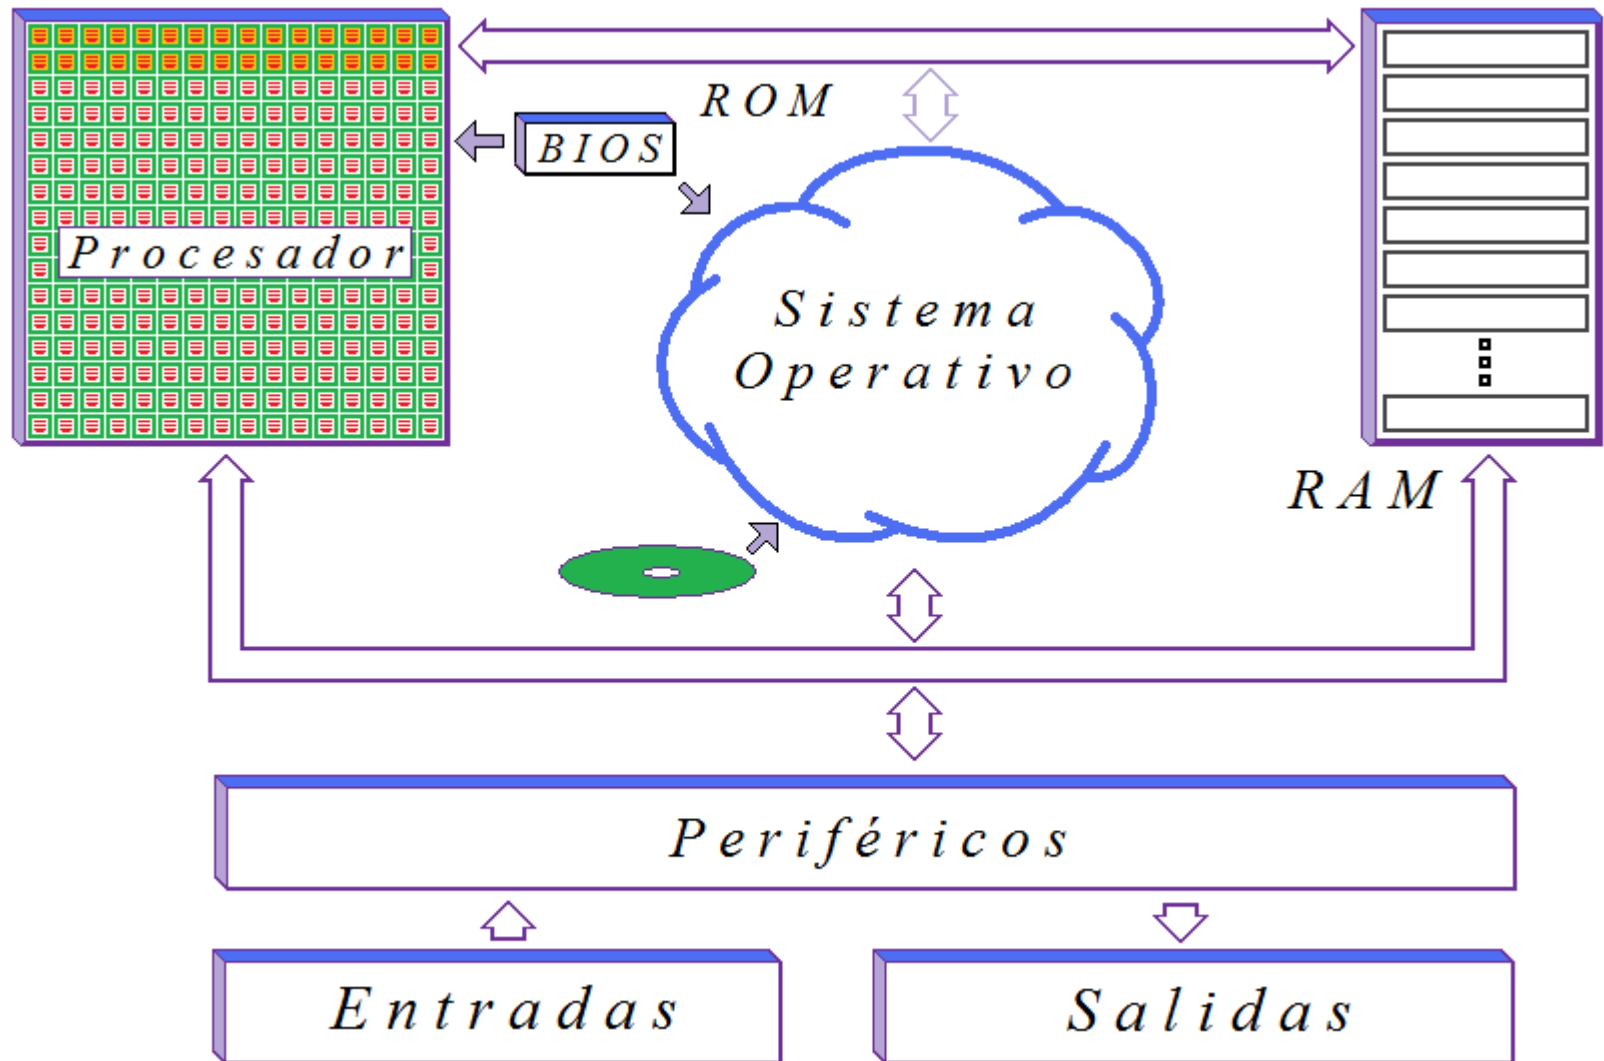 ROM
BIOS
Procesador
Sistema
Operativo
RAM
Periféricos
Entradas
Salidas